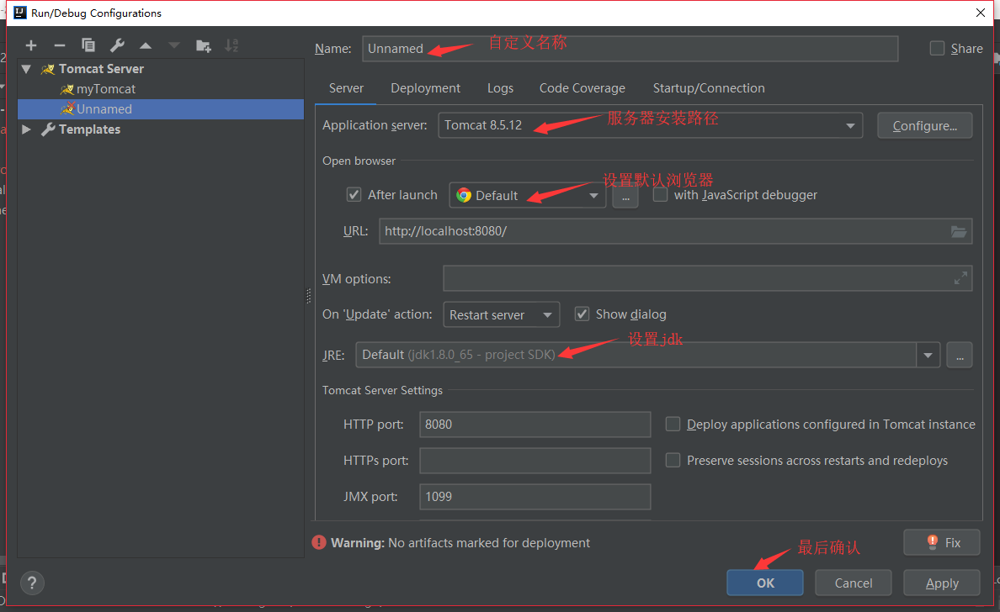 Run/Debug Configurations
Name: Unnamed 自定义名称 Share
Tomcat Server
myTomcat
Unnamed
Templates
Server Deployment Logs Code Coverage Startup/Connection
Application server: Tomcat 8.5.12 服务器安装路径 Configure...
Open browser
设置默认浏览器
After launch Default ... with JavaScript debugger
URL: http://localhost:8080/
VM options:
On 'Update' action: Restart server Show dialog
设置jdk
JRE: Default (jdk1.8.0_65 - project SDK) ...
Tomcat Server Settings
HTTP port: 8080 Deploy applications configured in Tomcat instance
HTTPs port: Preserve sessions across restarts and redeploys
JMX port: 1099
Warning: No artifacts marked for deployment Fix
最后确认
? OK Cancel Apply